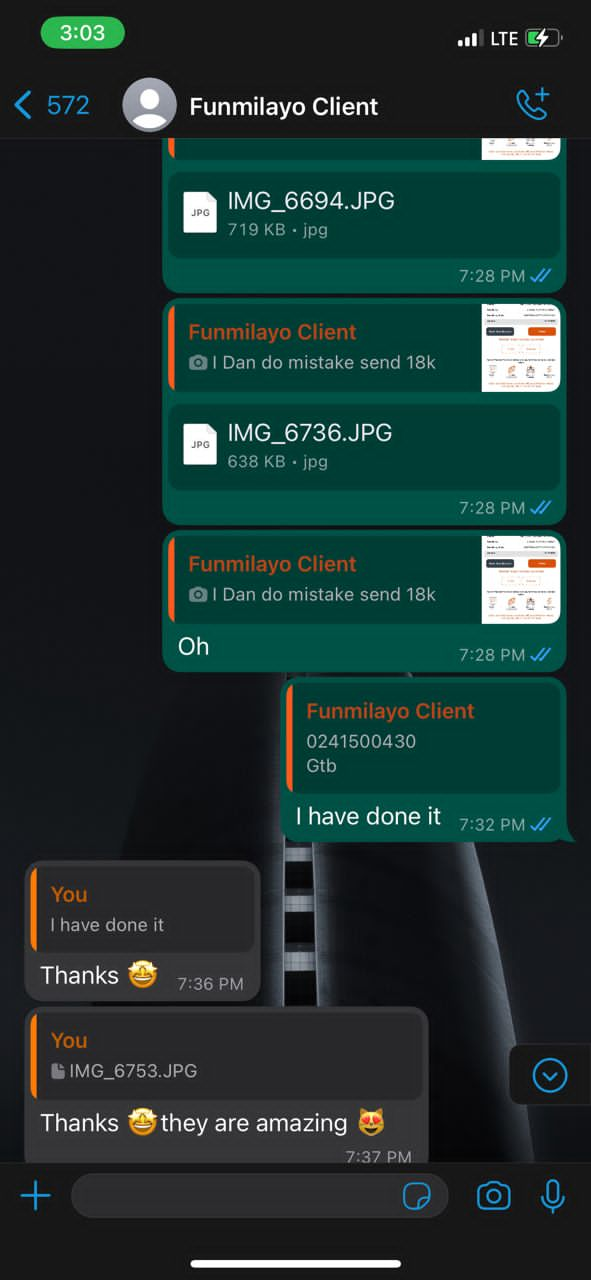 3:03
LTE
572
Funmilayo Client
JPG
IMG_6694.JPG
719 KB • jpg
7:28 PM
Funmilayo Client
I Dan do mistake send 18k
JPG
IMG_6736.JPG
638 KB • jpg
7:28 PM
Funmilayo Client
I Dan do mistake send 18k
Oh
7:28 PM
Funmilayo Client
0241500430
Gtb
I have done it
7:32 PM
You
I have done it
Thanks 🤩
7:36 PM
You
IMG_6753.JPG
Thanks 🤩they are amazing 😻
7:37 PM